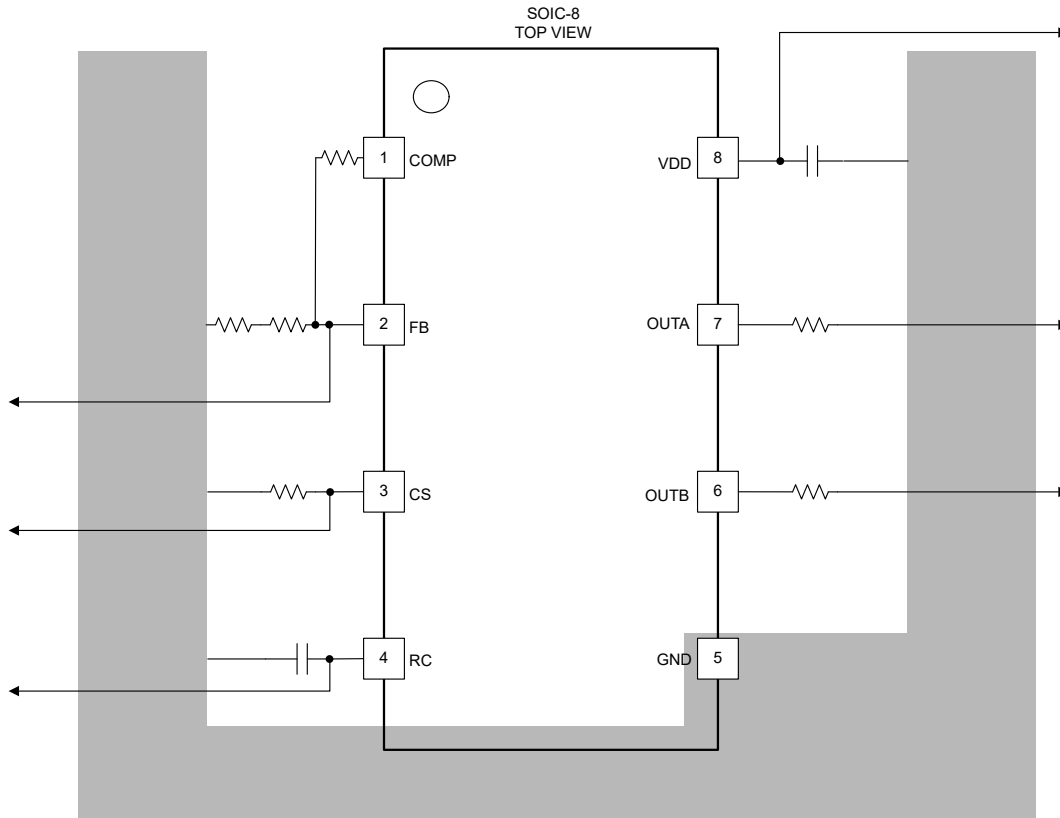 SOIC-8
TOP VIEW
1 COMP
VDD 8
2 FB
OUTA 7
3 CS
OUTB 6
4 RC
GND 5